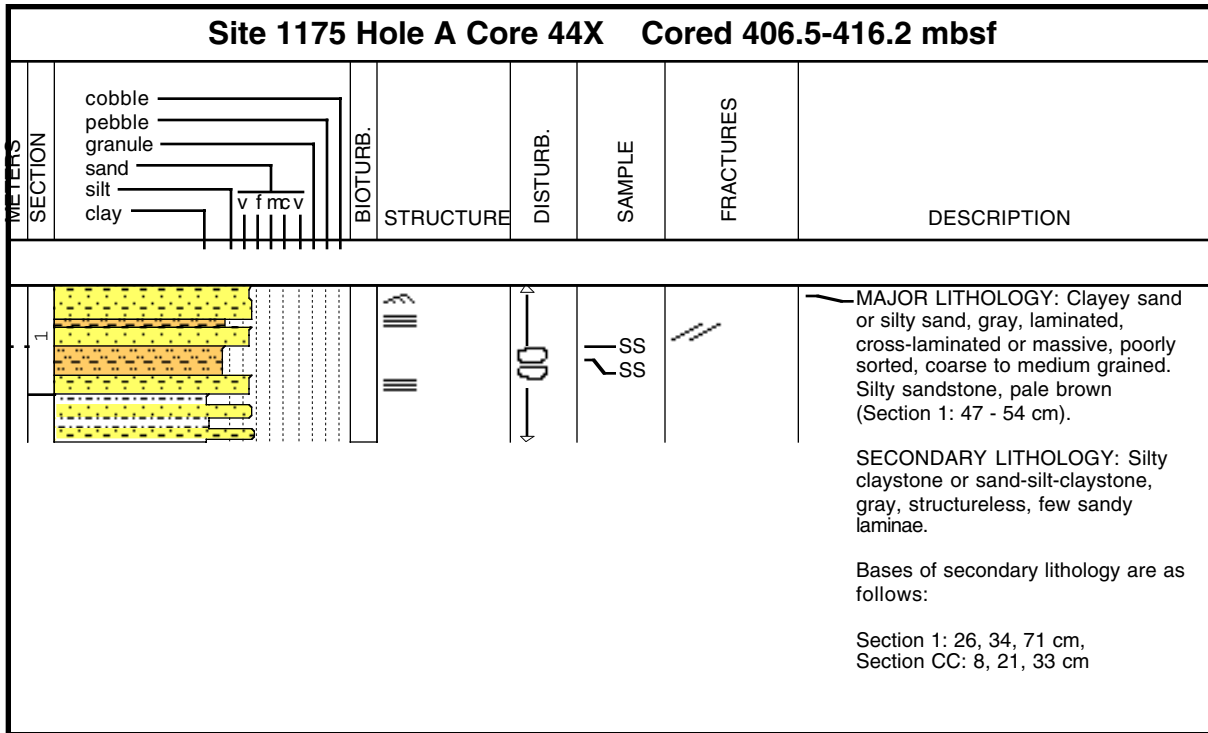 Site 1175 Hole A Core 44X Cored 406.5-416.2 mbsf
METERS
SECTION
cobble
pebble
granule
sand
silt
clay
v f m c v
BIOTURB.
STRUCTURE
DISTURB.
SAMPLE
FRACTURES
DESCRIPTION
1
SS
SS
MAJOR LITHOLOGY: Clayey sand
or silty sand, gray, laminated,
cross-laminated or massive, poorly
sorted, coarse to medium grained.
Silty sandstone, pale brown
(Section 1: 47 - 54 cm).
SECONDARY LITHOLOGY: Silty
claystone or sand-silt-claystone,
gray, structureless, few sandy
laminae.
Bases of secondary lithology are as
follows:
Section 1: 26, 34, 71 cm,
Section CC: 8, 21, 33 cm